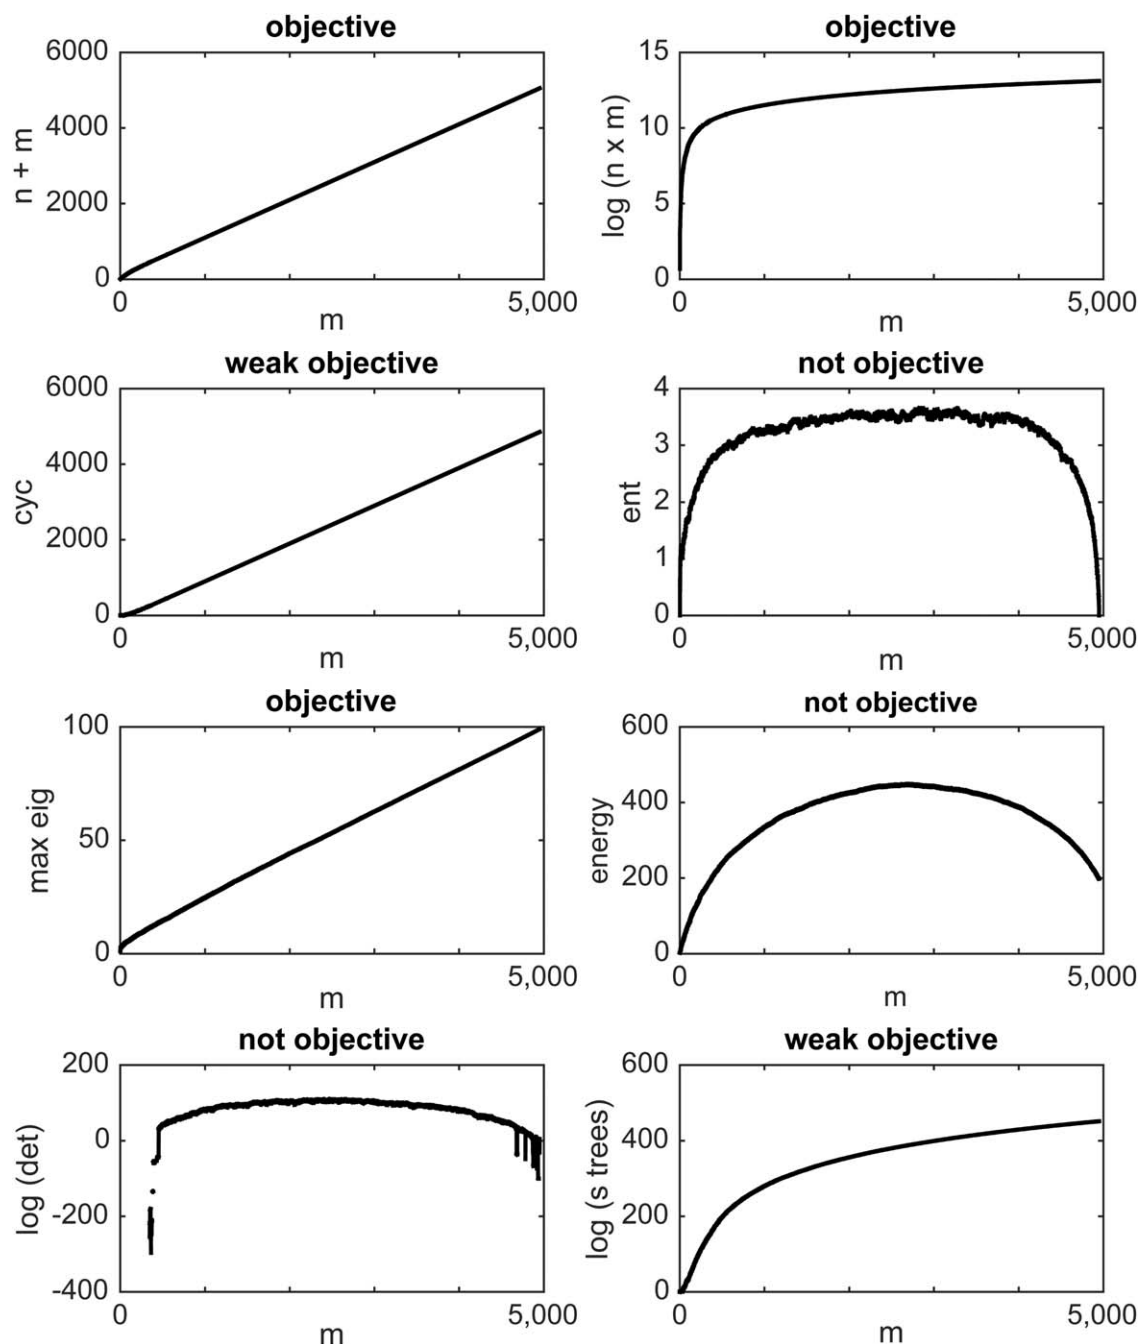 objective
6000
4000
2000
0
n + m
0
5,000
m
objective
15
10
5
0
log (n x m)
0
5,000
m
weak objective
6000
4000
2000
0
cyc
0
5,000
m
not objective
4
3
2
1
0
ent
0
5,000
m
objective
100
50
0
max eig
0
5,000
m
not objective
600
400
200
0
energy
0
5,000
m
not objective
200
0
-200
-400
log (det)
0
5,000
m
weak objective
600
400
200
0
log (s trees)
0
5,000
m